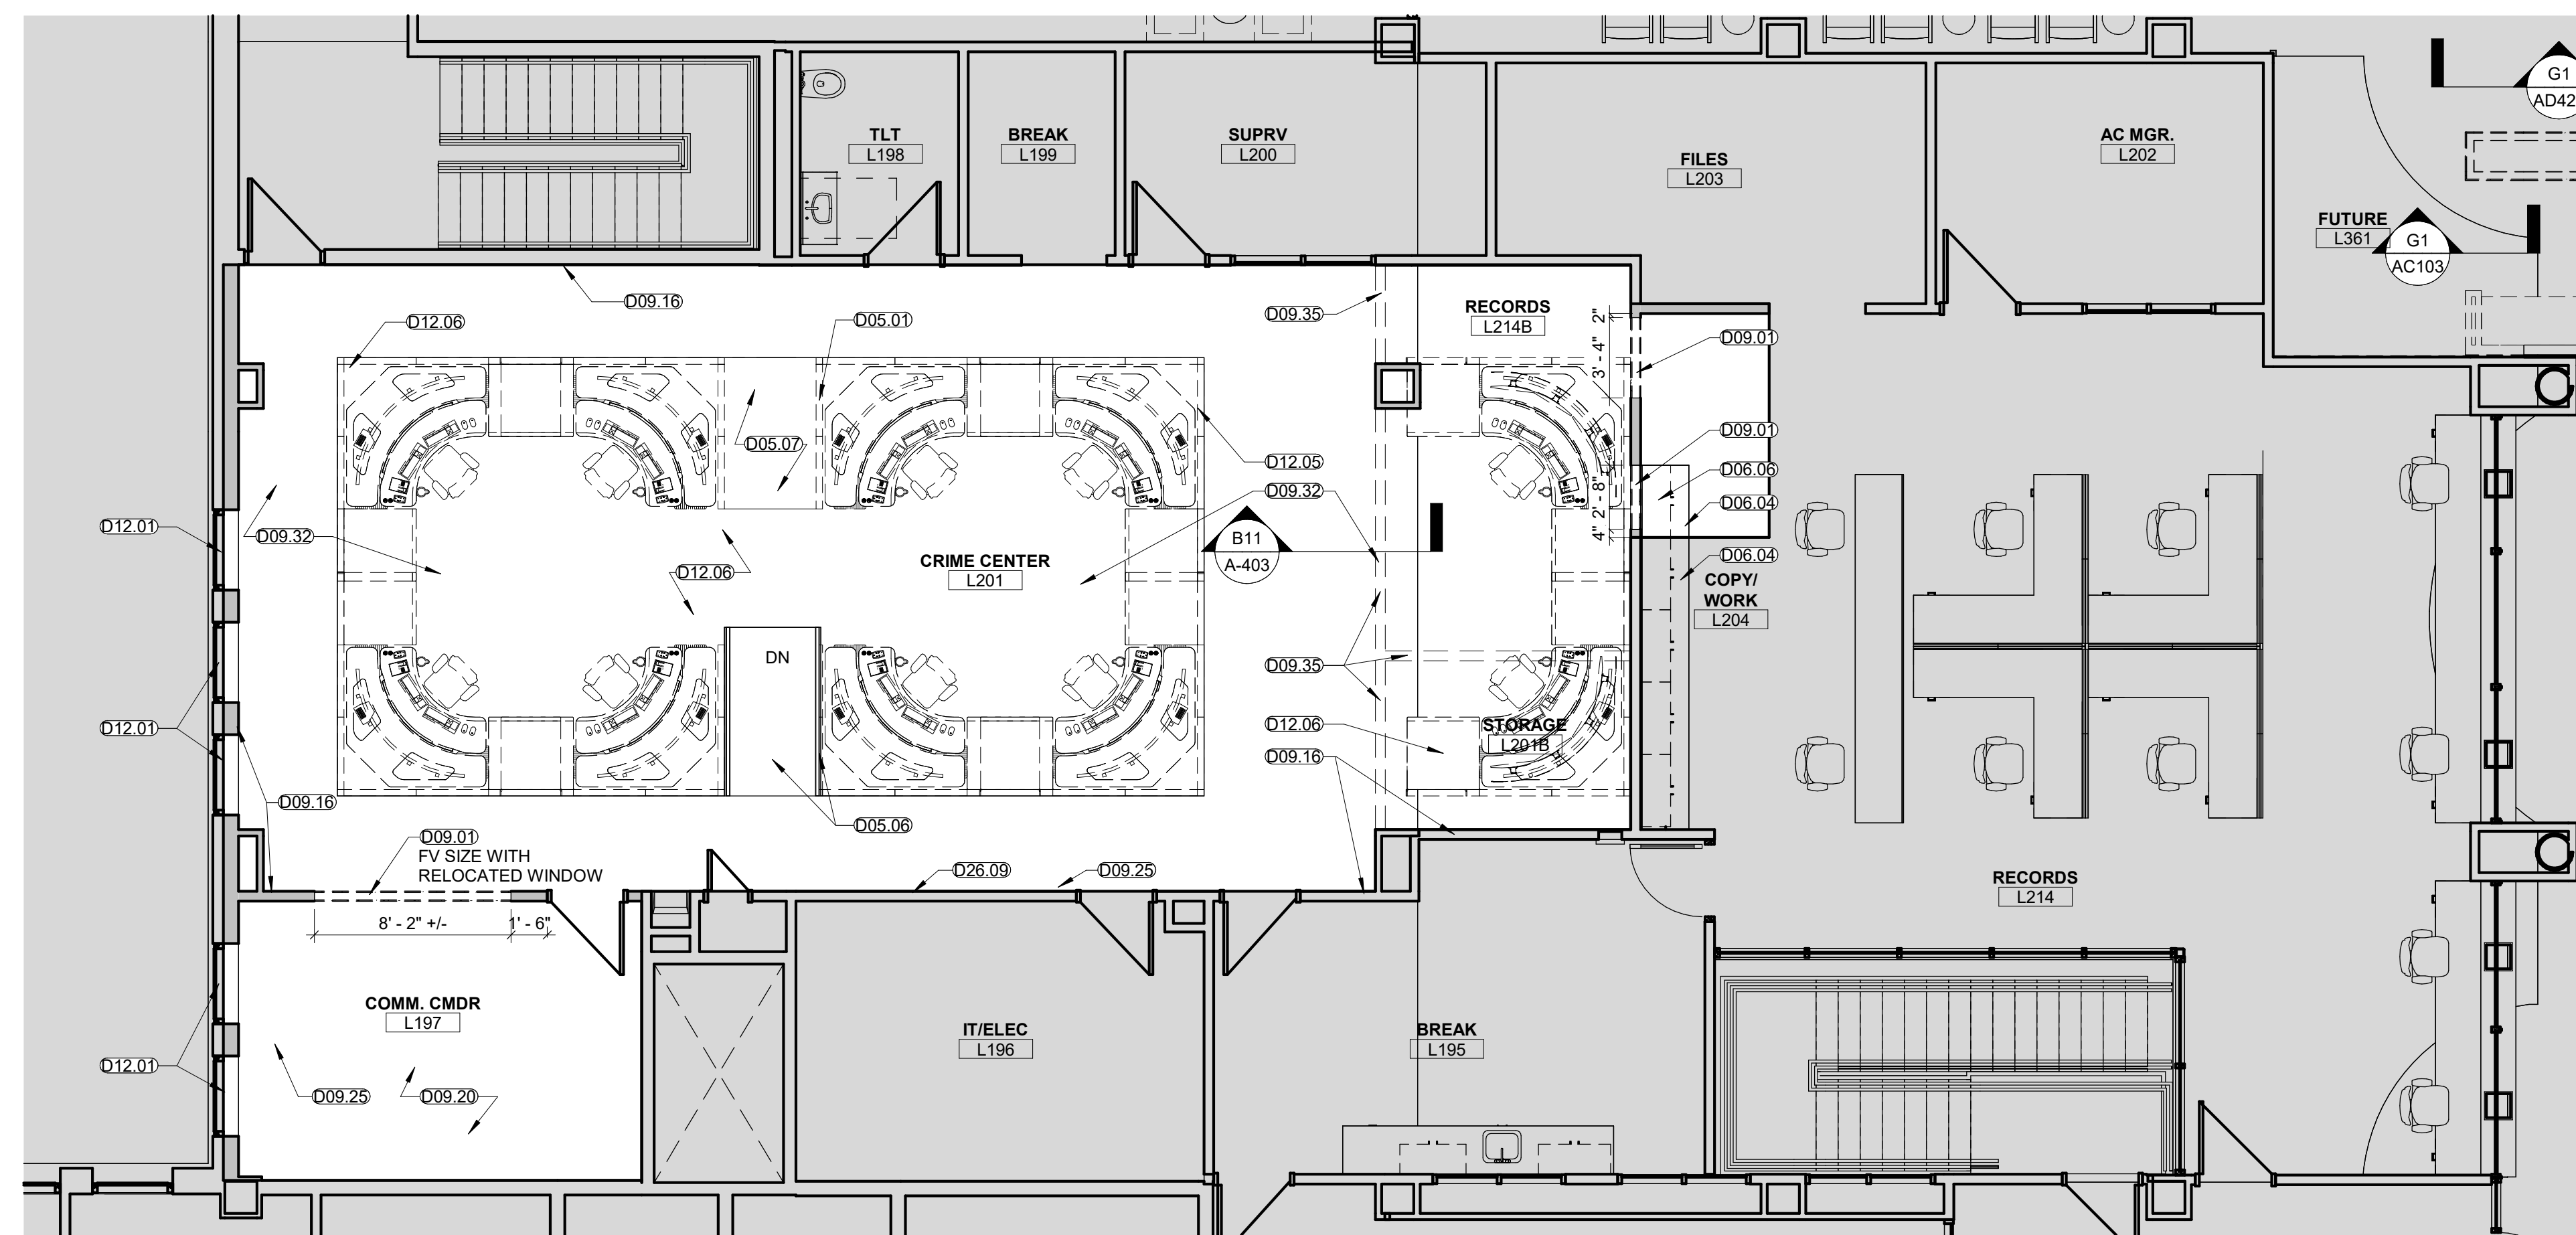 G1
AD42
TLT
L198
BREAK
L199
SUPRV
L200
FILES
L203
AC MGR.
L202
FUTURE
L361
G1
AC103
D09.16
D12.06
D05.01
D09.35
RECORDS
L214B
2"
3' - 4"
D09.01
D05.07
D09.01
D12.05
D06.06
D09.32
2' - 8"
D06.04
4"
D12.01
D09.32
B11
A-403
CRIME CENTER
L201
D12.06
D06.04
COPY/
WORK
L204
DN
D09.35
D12.01
D12.06
STORAGE
L201B
D09.16
D09.16
D05.06
D09.01
FV SIZE WITH
RELOCATED WINDOW
D26.09
D09.25
RECORDS
L214
8' - 2" +/-
1' - 6"
COMM. CMDR
L197
IT/ELEC
L196
BREAK
L195
D12.01
D09.25
D09.20